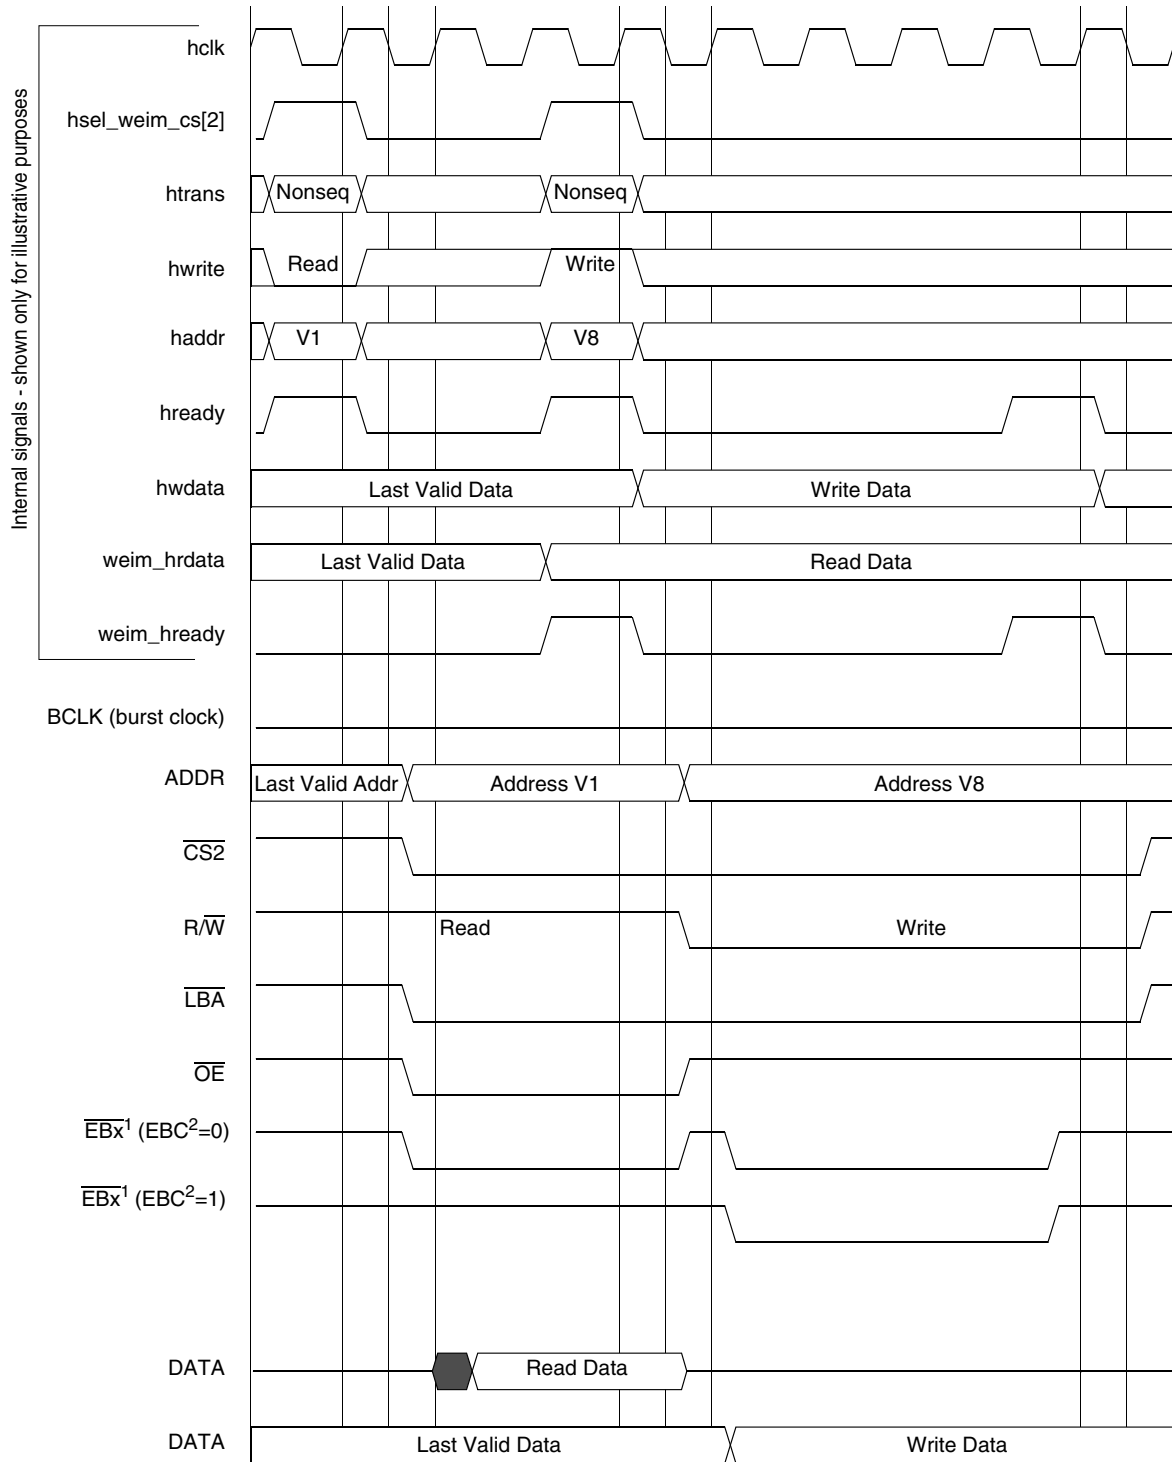 Internal signals - shown only for illustrative purposes
hclk
hsel_weim_cs[2]
htrans Nonseq Nonseq
hwrite Read Write
haddr V1 V8
hready
hwdata Last Valid Data Write Data
weim_hrdata Last Valid Data Read Data
weim_hready
BCLK (burst clock)
ADDR Last Valid Addr Address V1 Address V8
CS2
R/W Read Write
LBA
OE
EBx¹ (EBC²=0)
EBx¹ (EBC²=1)
DATA Read Data
DATA Last Valid Data Write Data